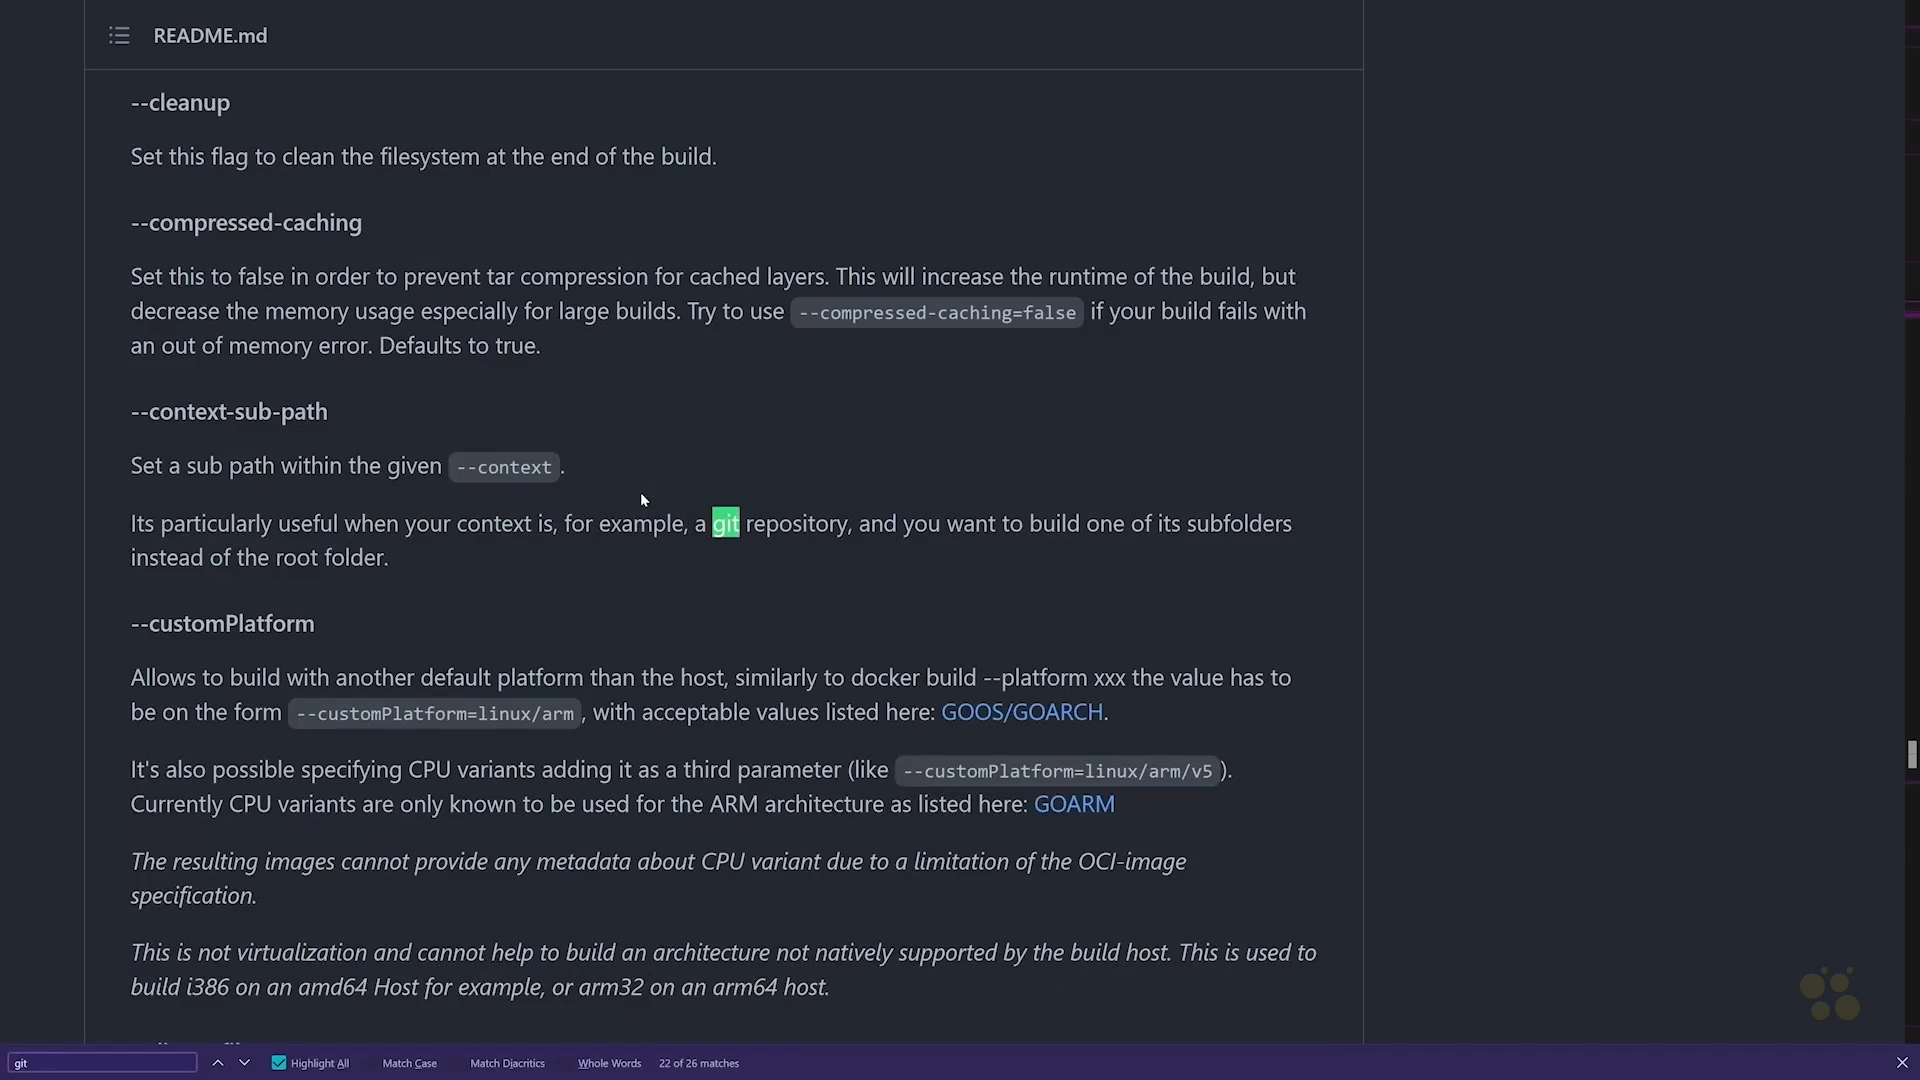 README.md
--cleanup
Set this flag to clean the filesystem at the end of the build.
--compressed-caching
Set this to false in order to prevent tar compression for cached layers. This will increase the runtime of the build, but
decrease the memory usage especially for large builds. Try to use --compressed-caching=false if your build fails with
an out of memory error. Defaults to true.
--context-sub-path
Set a sub path within the given --context .
Its particularly useful when your context is, for example, a git repository, and you want to build one of its subfolders
instead of the root folder.
--customPlatform
Allows to build with another default platform than the host, similarly to docker build --platform xxx the value has to
be on the form --customPlatform=linux/arm , with acceptable values listed here: GOOS/GOARCH.
It's also possible specifying CPU variants adding it as a third parameter (like --customPlatform=linux/arm/v5 ).
Currently CPU variants are only known to be used for the ARM architecture as listed here: GOARM
The resulting images cannot provide any metadata about CPU variant due to a limitation of the OCI-image
specification.
This is not virtualization and cannot help to build an architecture not natively supported by the build host. This is used to
build i386 on an amd64 Host for example, or arm32 on an arm64 host.
git Highlight All Match Case Match Diacritics Whole Words 22 of 26 matches